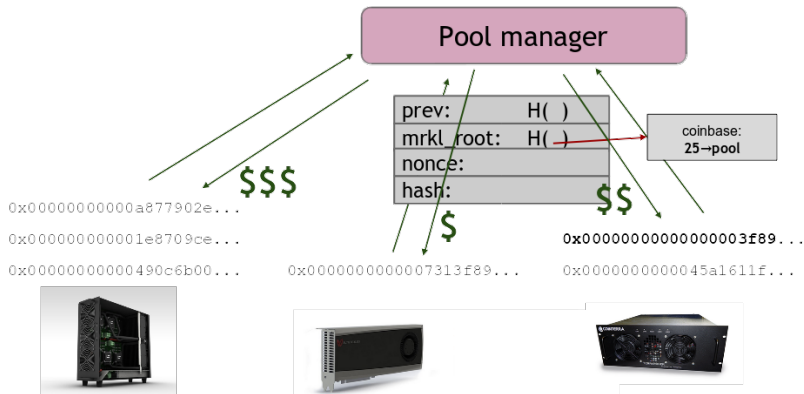 Pool manager
prev: H( )
mrkl_root: H( )
nonce:
hash:
coinbase:
25→pool
$$$
$
$$
0x00000000000a877902e...
0x000000000001e8709ce...
0x00000000000490c6b00...
0x0000000000007313f89...
0x00000000000000003f89...
0x0000000000045a1611f...